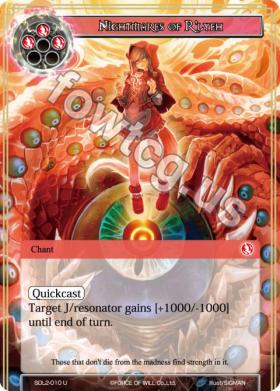 Nightmares of R'lyeh
fowtcg.us
Chant
Quickcast
Target J/resonator gains [+1000/-1000]
until end of turn.
Those that don't die from the madness find strength in it.
SDL2-010 U ©FORCE OF WILL Co.,Ltd. Illust/SIGMAN